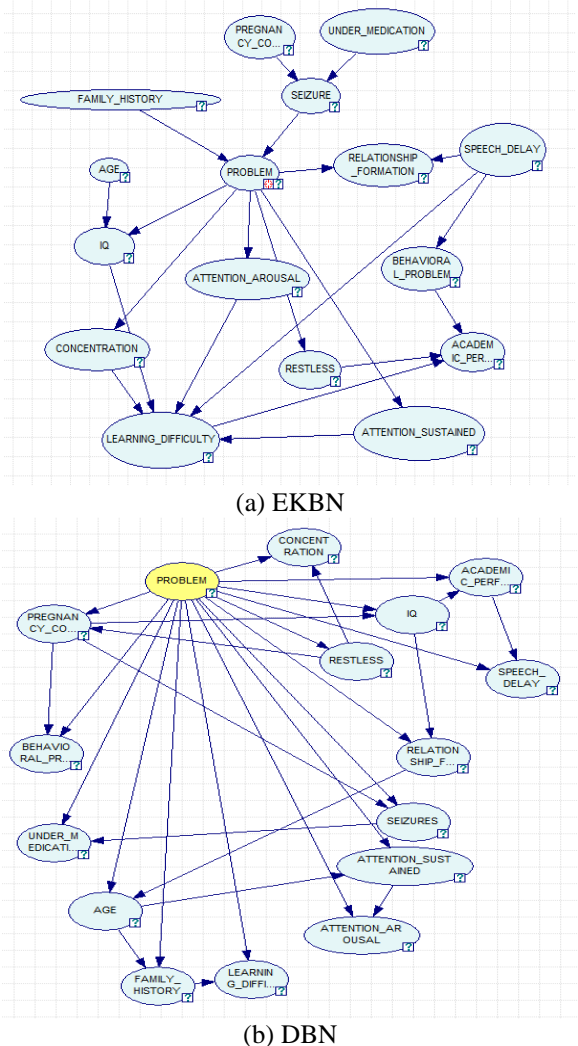 PREGNAN
CY_CO...
UNDER_MEDICATION
?
?
FAMILY_HISTORY
?
SEIZURE
?
SPEECH_DELAY
?
AGE
?
PROBLEM
?
RELATIONSHIP
_FORMATION
?
IQ
?
ATTENTION_AROUSAL
?
BEHAVIORA
L_PROBLEM
?
CONCENTRATION
?
RESTLESS
?
ACADEM
IC_PER...
?
LEARNING_DIFFICULTY
?
ATTENTION_SUSTAINED
?
(a) EKBN
CONCENT
RATION
?
PROBLEM
?
ACADEMI
C_PERF...
?
PREGNAN
CY_CO...
?
IQ
?
RESTLESS
?
SPEECH_
DELAY
?
BEHAVIO
RAL_PR...
?
RELATION
SHIP_F...
?
UNDER_M
EDICATI...
?
SEIZURES
?
ATTENTION_SUST
AINED
?
AGE
?
ATTENTION_AR
OUSAL
?
FAMILY_
HISTORY
?
LEARNIN
G_DIFFI...
?
(b) DBN